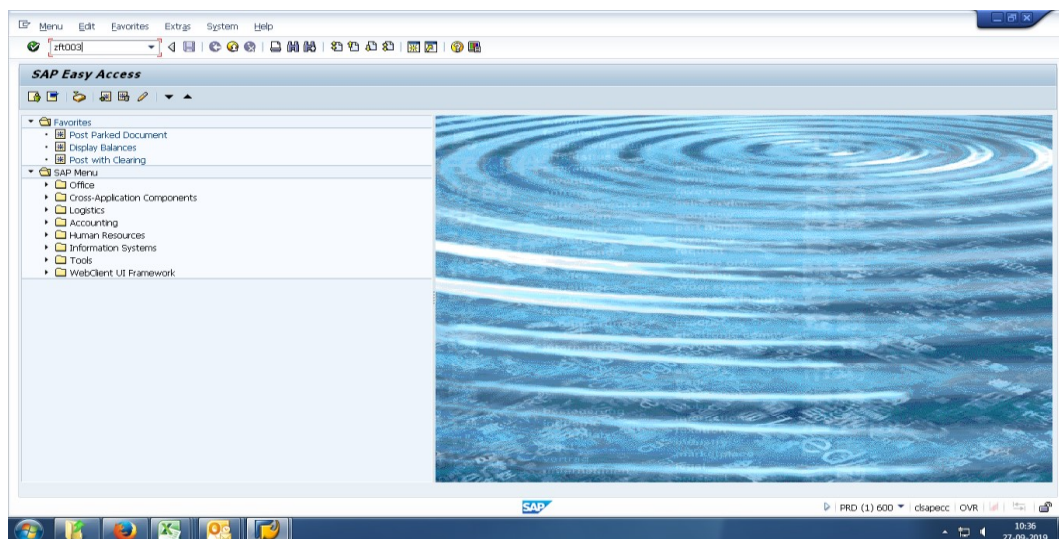 Menu Edit Favorites Extras System Help
zft003
SAP Easy Access
Favorites
Post Parked Document
Display Balances
Post with Clearing
SAP Menu
Office
Cross-Application Components
Logistics
Accounting
Human Resources
Information Systems
Tools
WebClient UI Framework
SAP
PRD (1) 600 clsapecc OVR
10:36
27-09-2019